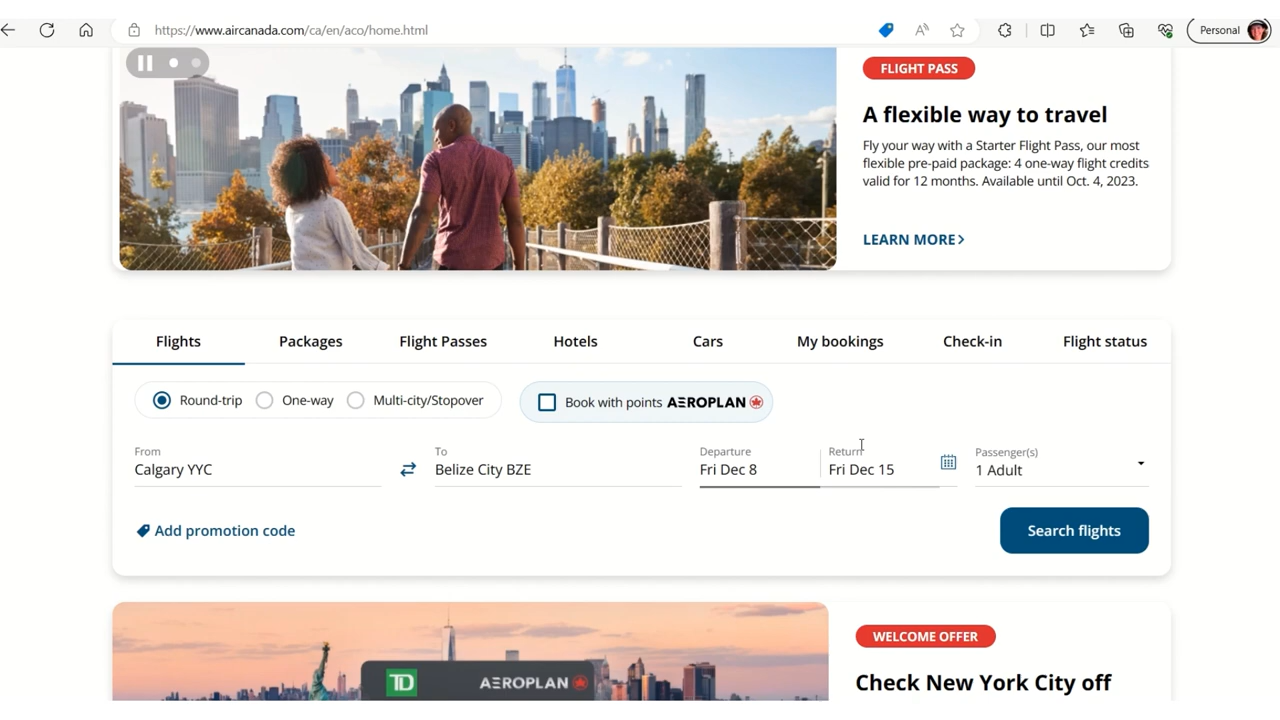 https://www.aircanada.com/ca/en/aco/home.html
Personal
FLIGHT PASS
A flexible way to travel
Fly your way with a Starter Flight Pass, our most
flexible pre-paid package: 4 one-way flight credits
valid for 12 months. Available until Oct. 4, 2023.
LEARN MORE
Flights
Packages
Flight Passes
Hotels
Cars
My bookings
Check-in
Flight status
Round-trip
One-way
Multi-city/Stopover
Book with points AEROPLAN
From
Calgary YYC
To
Belize City BZE
Departure
Fri Dec 8
Return
Fri Dec 15
Passenger(s)
1 Adult
Add promotion code
Search flights
TD
AEROPLAN
WELCOME OFFER
Check New York City off